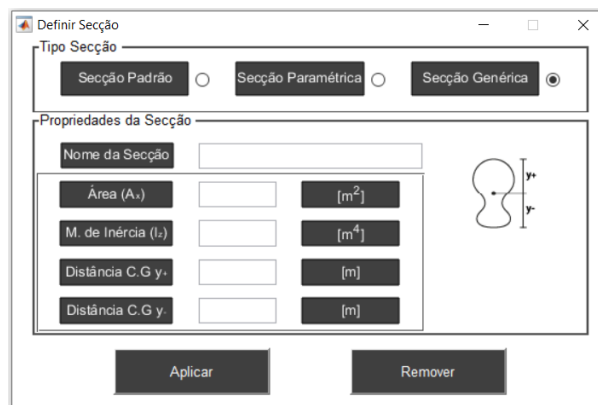 Definir Secção
Tipo Secção
Secção Padrão Secção Paramétrica Secção Genérica
Propriedades da Secção
Nome da Secção
Área (Aₓ) [m²]
M. de Inércia (I𝓏) [m⁴]
Distância C.G y₊ [m]
Distância C.G y₋ [m]
y+
y-
Aplicar Remover